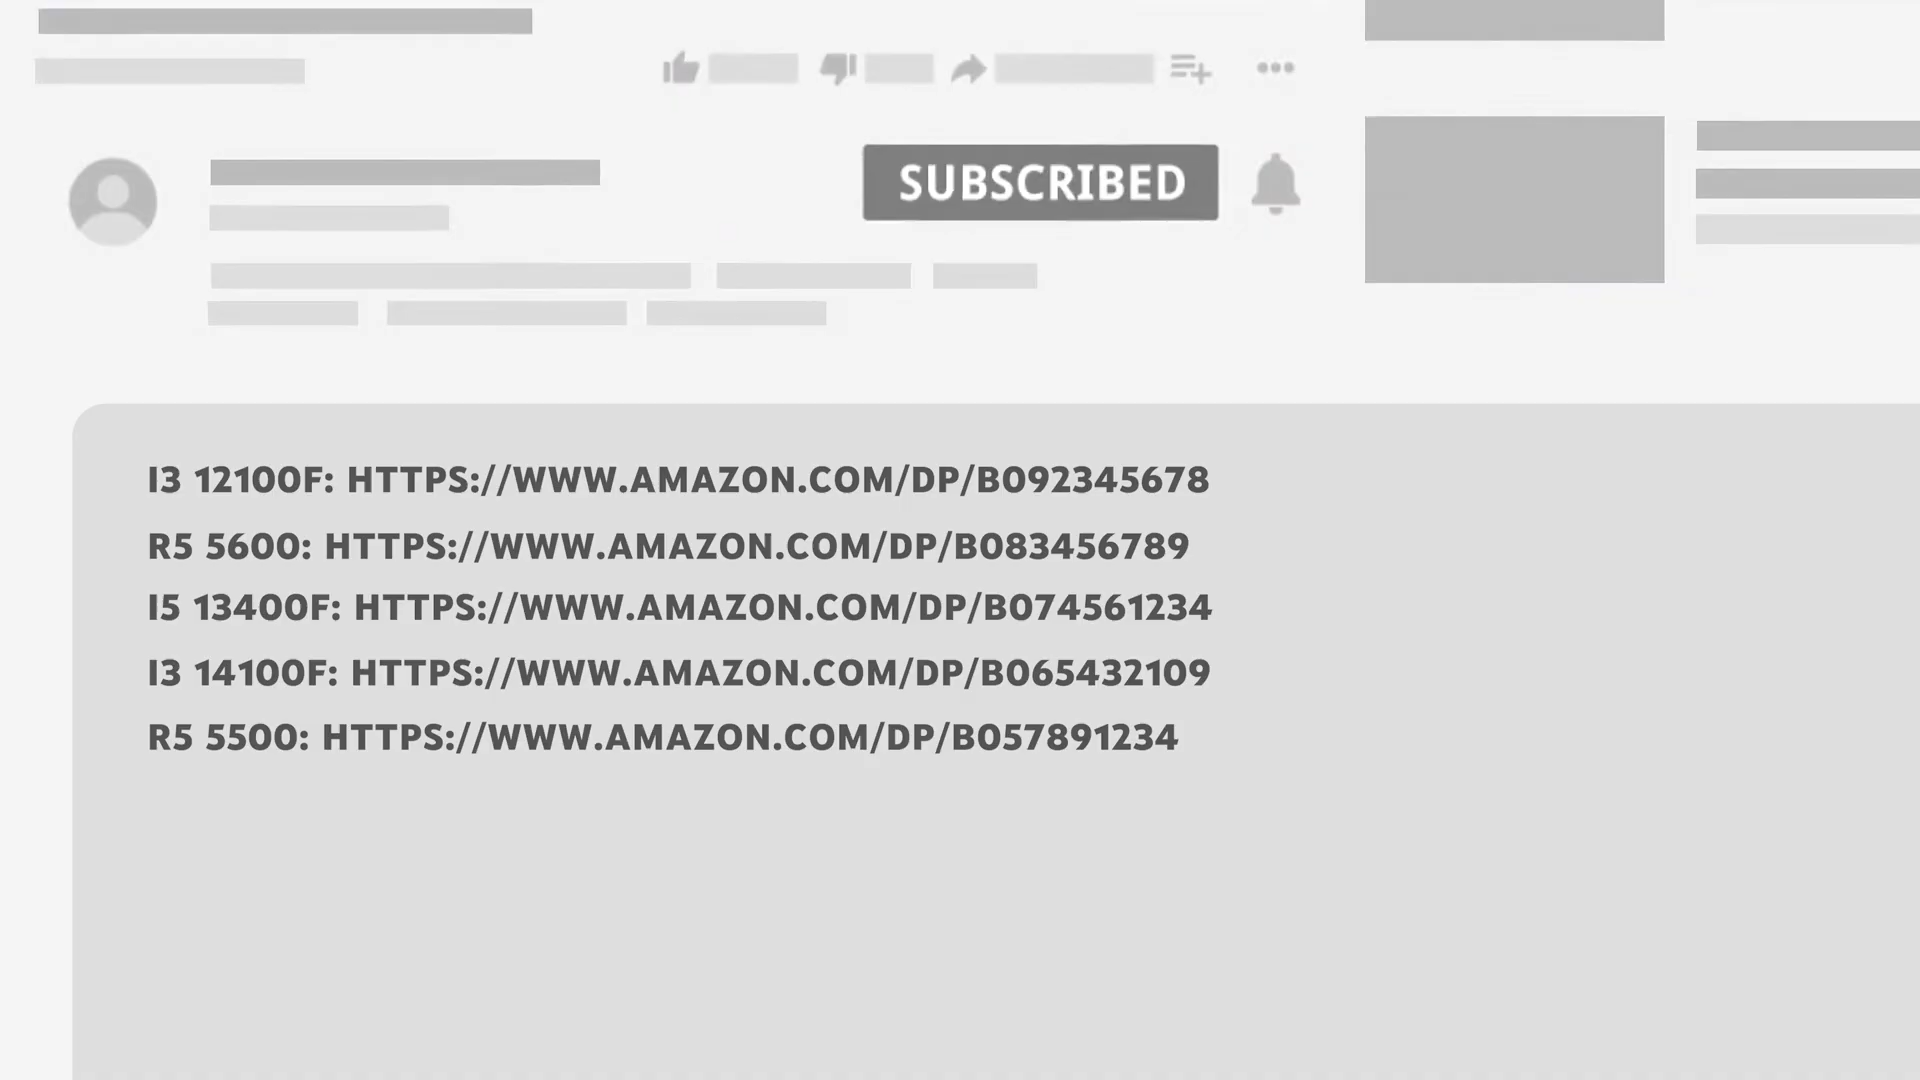 SUBSCRIBED
I3 12100F: HTTPS://WWW.AMAZON.COM/DP/B092345678
R5 5600: HTTPS://WWW.AMAZON.COM/DP/B083456789
I5 13400F: HTTPS://WWW.AMAZON.COM/DP/B074561234
I3 14100F: HTTPS://WWW.AMAZON.COM/DP/B065432109
R5 5500: HTTPS://WWW.AMAZON.COM/DP/B057891234